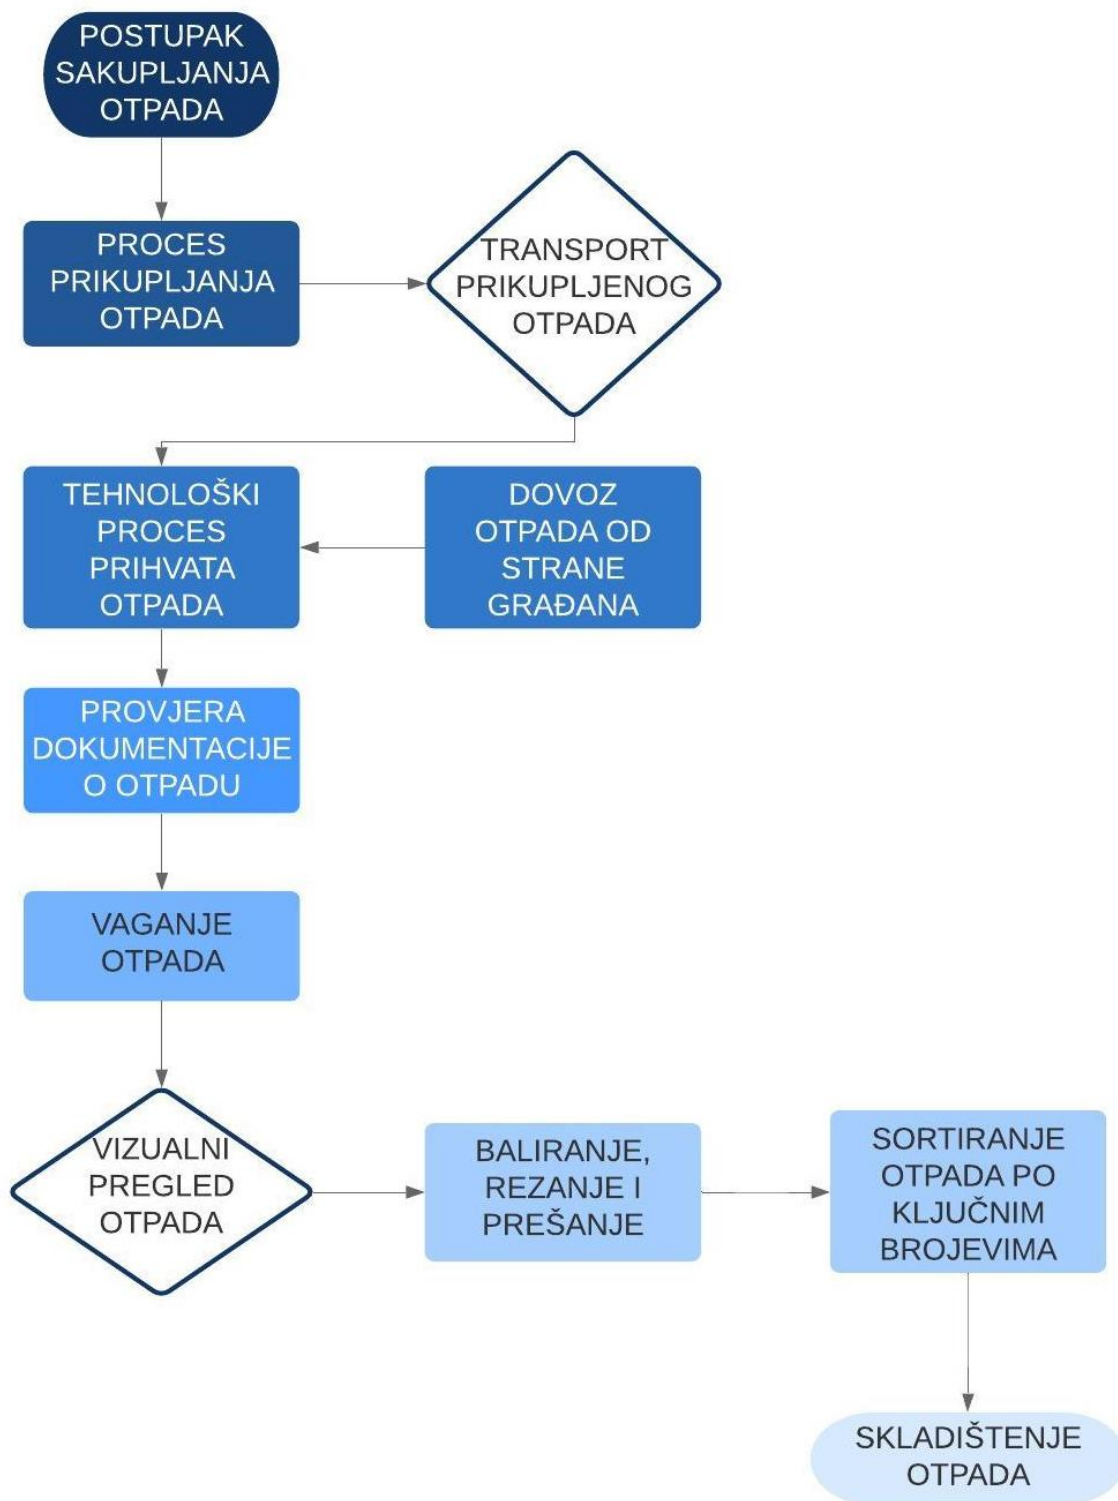 POSTUPAK
SAKUPLJANJA
OTPADA
PROCES
PRIKUPLJANJA
OTPADA
TRANSPORT
PRIKUPLJENOG
OTPADA
TEHNOLOŠKI
PROCES
PRIHVATA
OTPADA
DOVOZ
OTPADA OD
STRANE
GRAĐANA
PROVJERA
DOKUMENTACIJE
O OTPADU
VAGANJE
OTPADA
VIZUALNI
PREGLED
OTPADA
BALIRANJE,
REZANJE I
PREŠANJE
SORTIRANJE
OTPADA PO
KLJUČNIM
BROJEVIMA
SKLADIŠTENJE
OTPADA